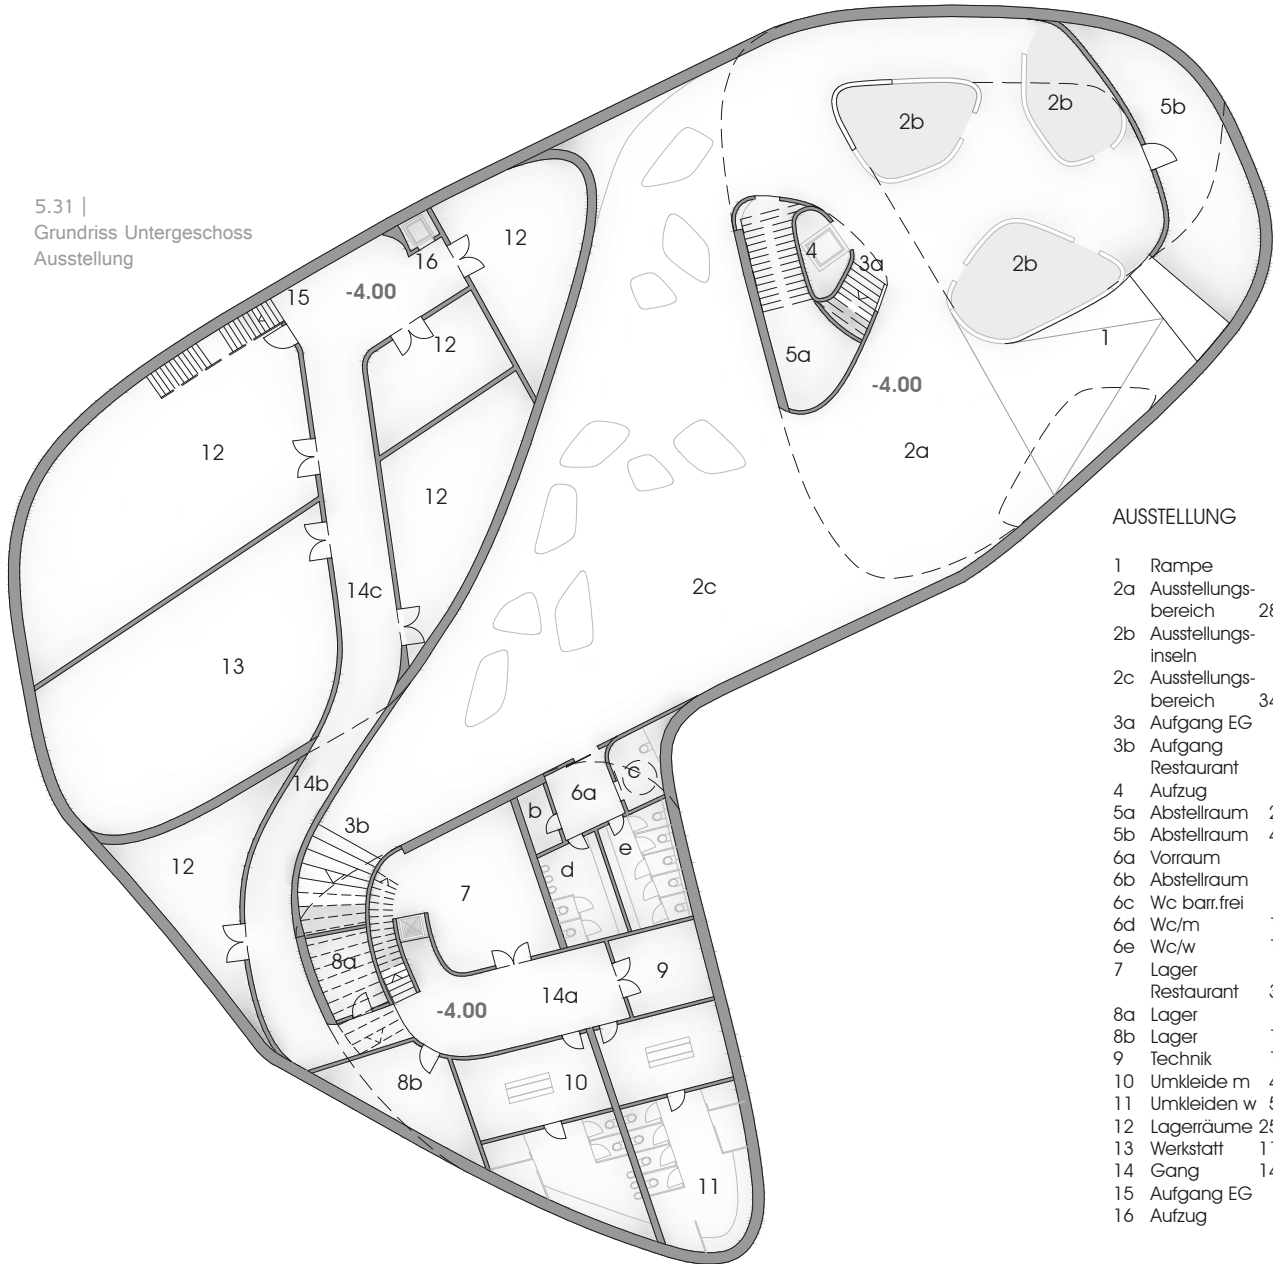 5.31 |
Grundriss Untergeschoss
Ausstellung
2b
2b
5b
12
4
3a
2b
16
15
-4.00
12
1
5a
-4.00
12
2a
12
14c
2c
13
14b
6a
c
b
3b
e
d
12
7
8a
9
14a
-4.00
8b
10
11
AUSSTELLUNG
1 Rampe
2a Ausstellungs-
bereich
2b Ausstellungs-
inseln
2c Ausstellungs-
bereich
3a Aufgang EG
3b Aufgang
Restaurant
4 Aufzug
5a Abstellraum
5b Abstellraum
6a Vorraum
6b Abstellraum
6c Wc barr.frei
6d Wc/m
6e Wc/w
7 Lager
Restaurant
8a Lager
8b Lager
9 Technik
10 Umkleide m
11 Umkleiden w
12 Lagerräume
13 Werkstatt
14 Gang
15 Aufgang EG
16 Aufzug